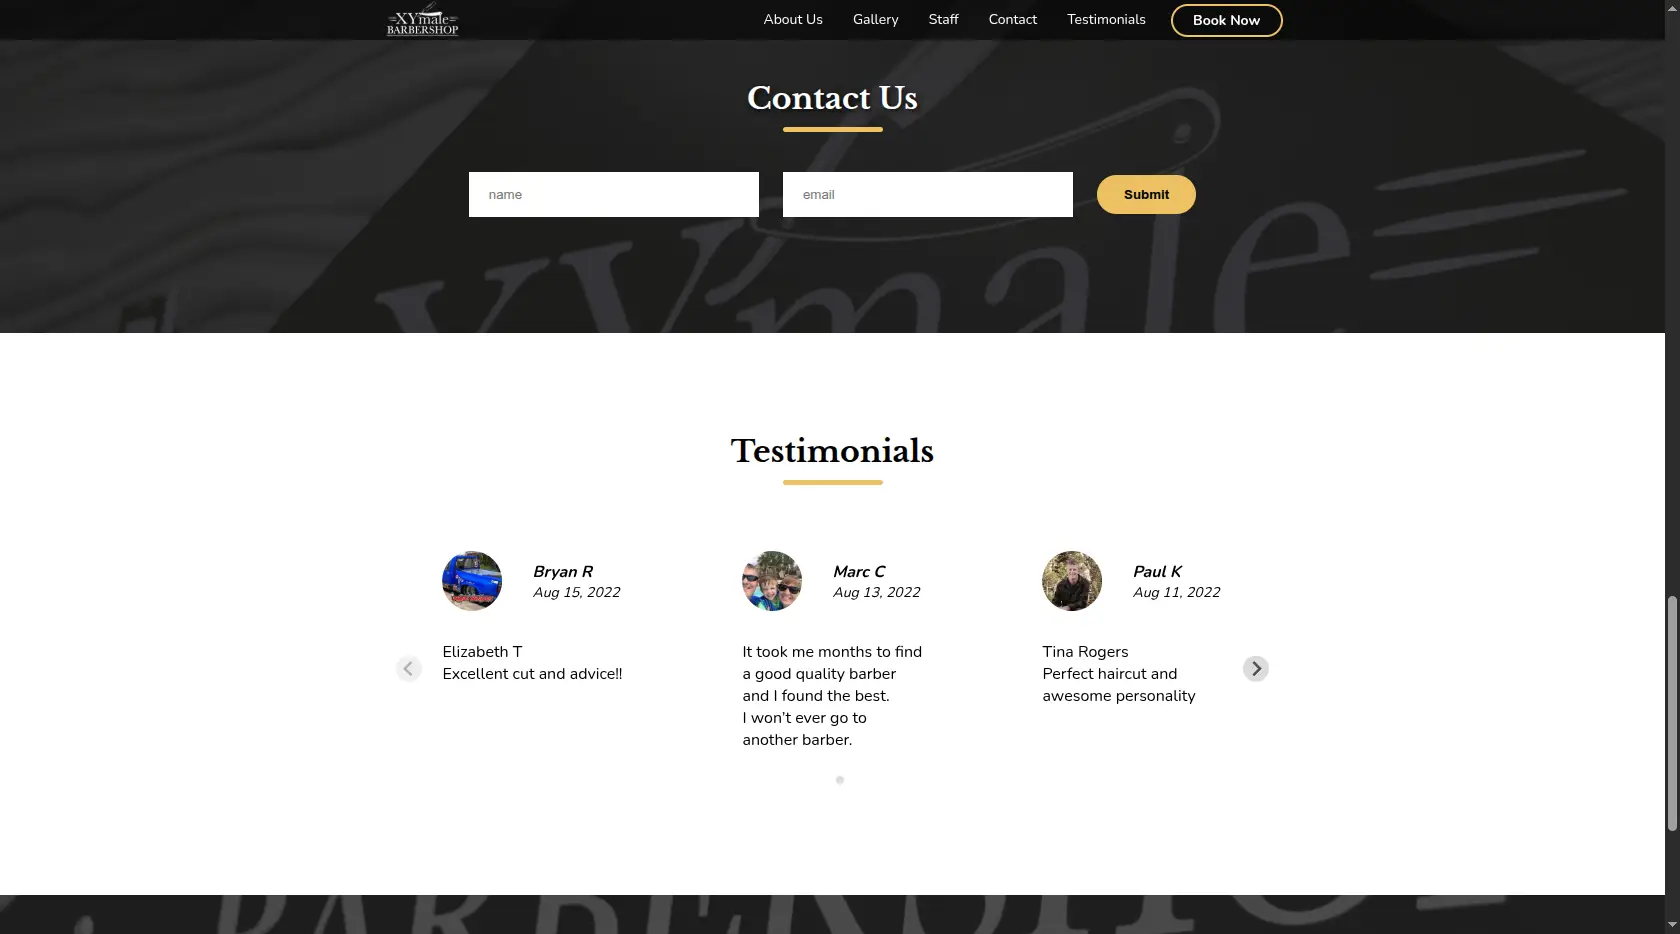 XYmale
BARBERSHOP
About Us
Gallery
Staff
Contact
Testimonials
Book Now
Contact Us
name
email
Submit
XYmale
Testimonials
Bryan R
Aug 15, 2022
Elizabeth T
Excellent cut and advice!!
Marc C
Aug 13, 2022
It took me months to find
a good quality barber
and I found the best.
I won't ever go to
another barber.
Paul K
Aug 11, 2022
Tina Rogers
Perfect haircut and
awesome personality
BARBERSHO